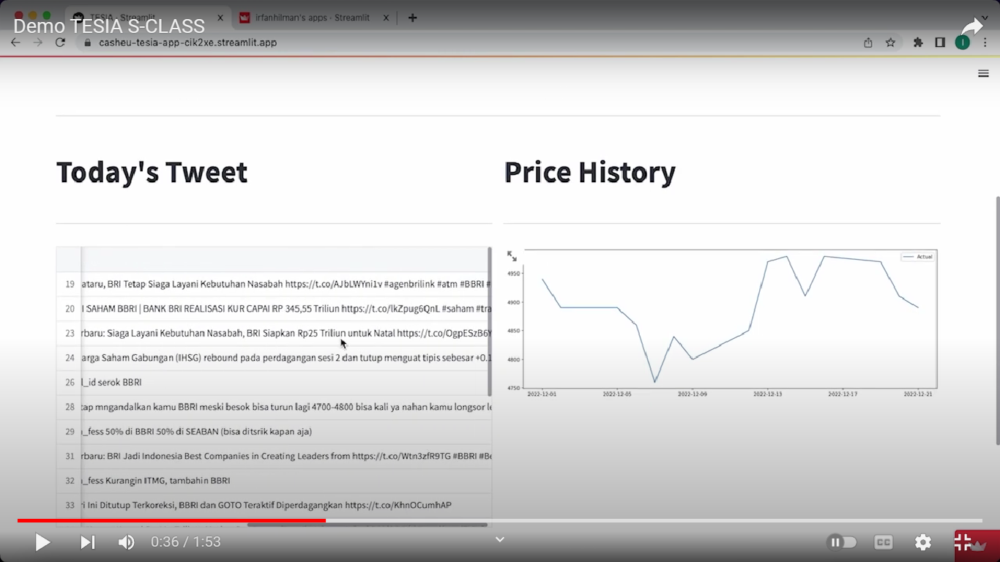 TESIA · Streamlit
irfanhilman's apps · Streamlit
Demo TESIA S-CLASS
casheu-tesia-app-cik2xe.streamlit.app
I
Today's Tweet
Price History
19 ataru, BRI Tetap Siaga Layani Kebutuhan Nasabah https://t.co/AJbLWYni1v #agenbrilink #atm #BBRI #
20 I SAHAM BBRI | BANK BRI REALISASI KUR CAPAI RP 345,55 Triliun https://t.co/lkZpug6QnL #saham #tra
23 rbaru: Siaga Layani Kebutuhan Nasabah, BRI Siapkan Rp25 Triliun untuk Natal https://t.co/OgpESzB6Y
24 arga Saham Gabungan (IHSG) rebound pada perdagangan sesi 2 dan tutup menguat tipis sebesar +0.1
26 l_id serok BBRI
28 tap mngandalkan kamu BBRI meski besok bisa turun lagi 4700-4800 bisa kali ya nahan kamu longsor le
29 _fess 50% di BBRI 50% di SEABAN (bisa ditsrik kapan aja)
31 rbaru: BRI Jadi Indonesia Best Companies in Creating Leaders from https://t.co/Wtn3zfR9TG #BBRI #Be
32 _fess Kurangin ITMG, tambahin BBRI
33 ri Ini Ditutup Terkoreksi, BBRI dan GOTO Teraktif Diperdagangkan https://t.co/KhnOCumhAP
Actual
4950
4900
4850
4800
4750
2022-12-01 2022-12-05 2022-12-09 2022-12-13 2022-12-17 2022-12-21
0:36 / 1:53
CC